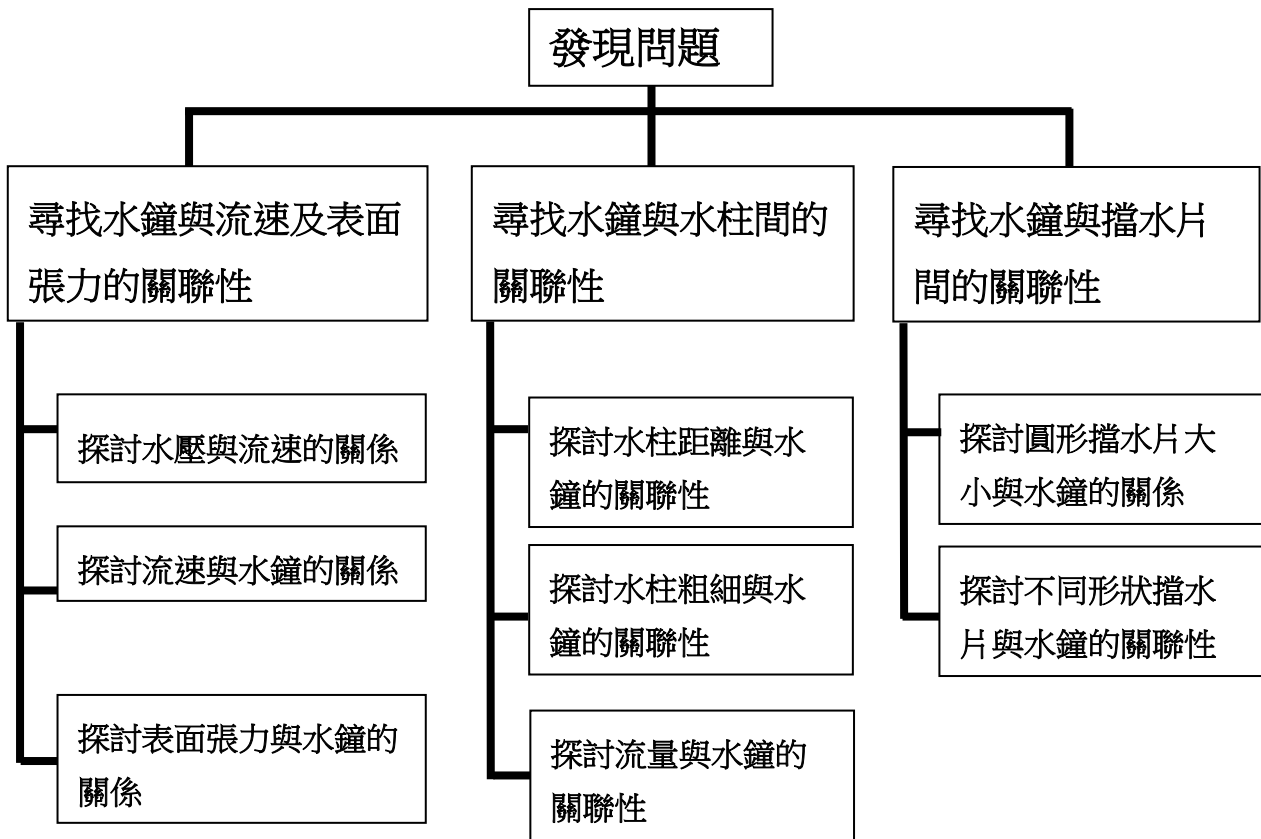 發現問題
尋找水鐘與流速及表面
張力的關聯性
探討水壓與流速的關係
探討流速與水鐘的關係
探討表面張力與水鐘的
關係
尋找水鐘與水柱間的
關聯性
探討水柱距離與水
鐘的關聯性
探討水柱粗細與水
鐘的關聯性
探討流量與水鐘的
關聯性
尋找水鐘與擋水片
間的關聯性
探討圓形擋水片大
小與水鐘的關係
探討不同形狀擋水
片與水鐘的關聯性